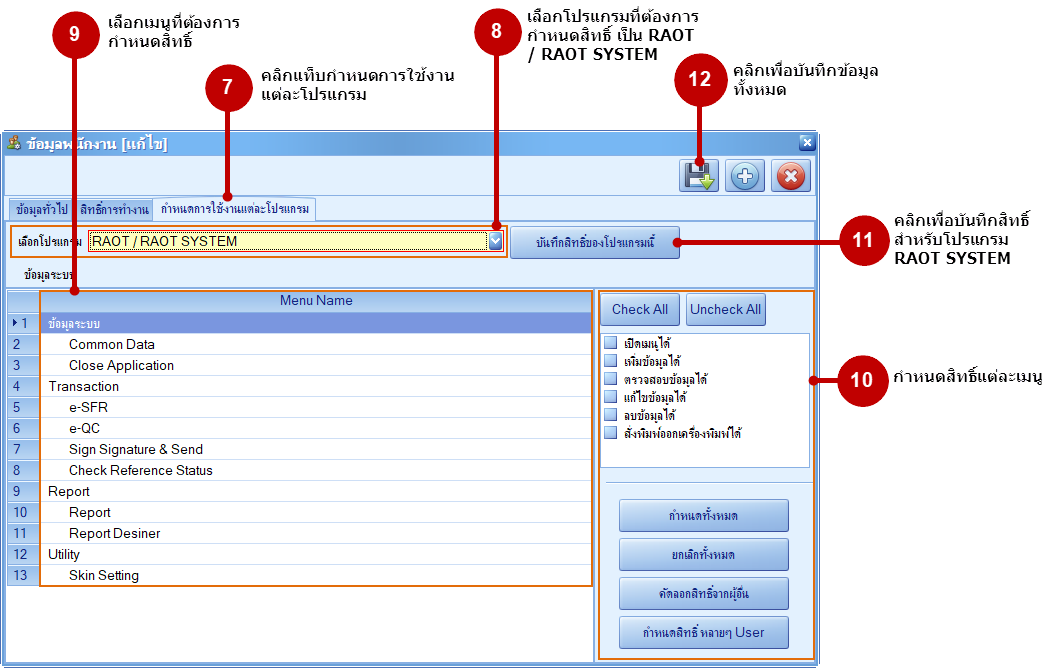 9
เลือกเมนูที่ต้องการ
กำหนดสิทธิ์
8
เลือกโปรแกรมที่ต้องการ
กำหนดสิทธิ์ เป็น RAOT
/ RAOT SYSTEM
7
คลิกแท็บกำหนดการใช้งาน
แต่ละโปรแกรม
12
คลิกเพื่อบันทึกข้อมูล
ทั้งหมด
ข้อมูลพนักงาน [แก้ไข]
ข้อมูลทั่วไป สิทธิ์การทำงาน กำหนดการใช้งานแต่ละโปรแกรม
เลือกโปรแกรม RAOT / RAOT SYSTEM บันทึกสิทธิ์ของโปรแกรมนี้
11
คลิกเพื่อบันทึกสิทธิ์
สำหรับโปรแกรม
RAOT SYSTEM
ข้อมูลระบบ
Menu Name
1 ข้อมูลระบบ
2 Common Data
3 Close Application
4 Transaction
5 e-SFR
6 e-QC
7 Sign Signature & Send
8 Check Reference Status
9 Report
10 Report
11 Report Desiner
12 Utility
13 Skin Setting
Check All Uncheck All
เปิดเมนูได้
เพิ่มข้อมูลได้
ตรวจสอบข้อมูลได้
แก้ไขข้อมูลได้
ลบข้อมูลได้
สั่งพิมพ์ออกเครื่องพิมพ์ได้
10
กำหนดสิทธิ์แต่ละเมนู
กำหนดทั้งหมด
ยกเลิกทั้งหมด
คัดลอกสิทธิ์จากผู้อื่น
กำหนดสิทธิ์ หลายๆ User